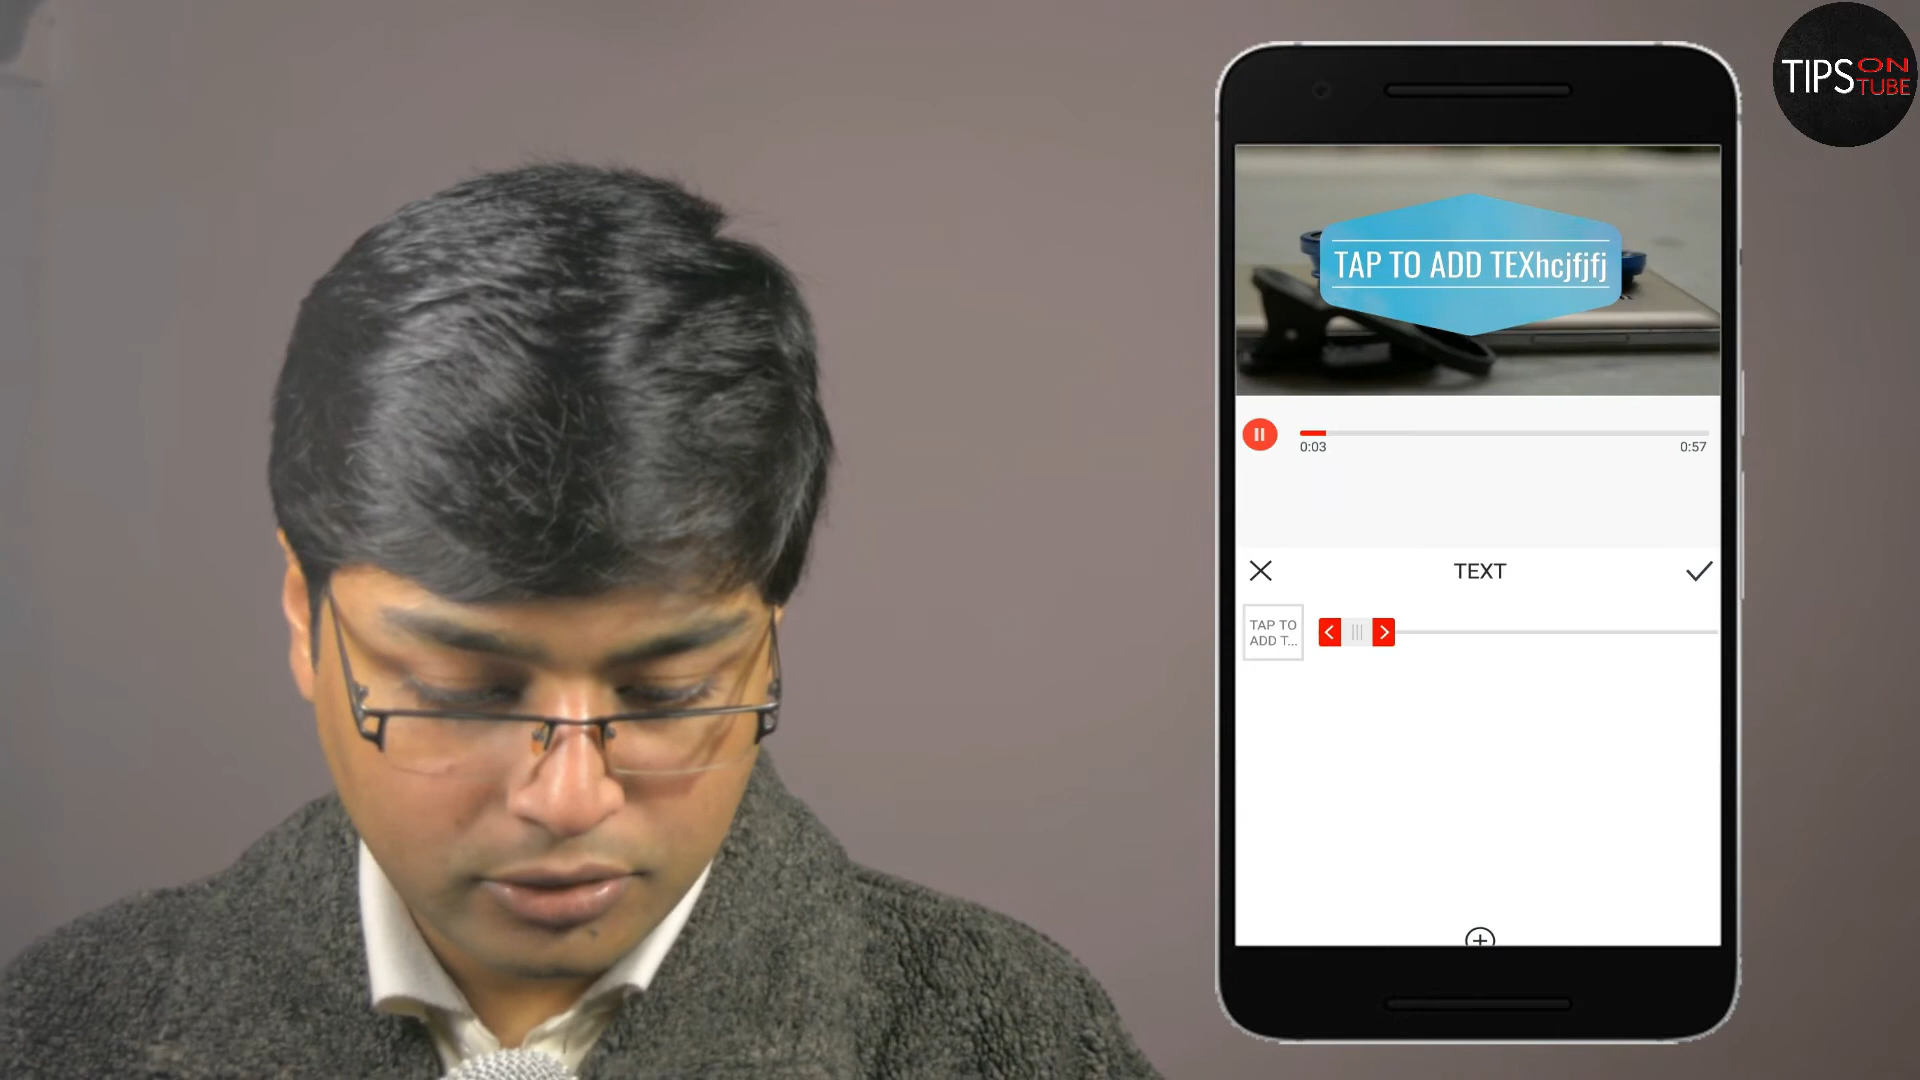 TIPS ON TUBE
TAP TO ADD TEXhcjfjfj
0:03
0:57
TEXT
TAP TO
ADD T...